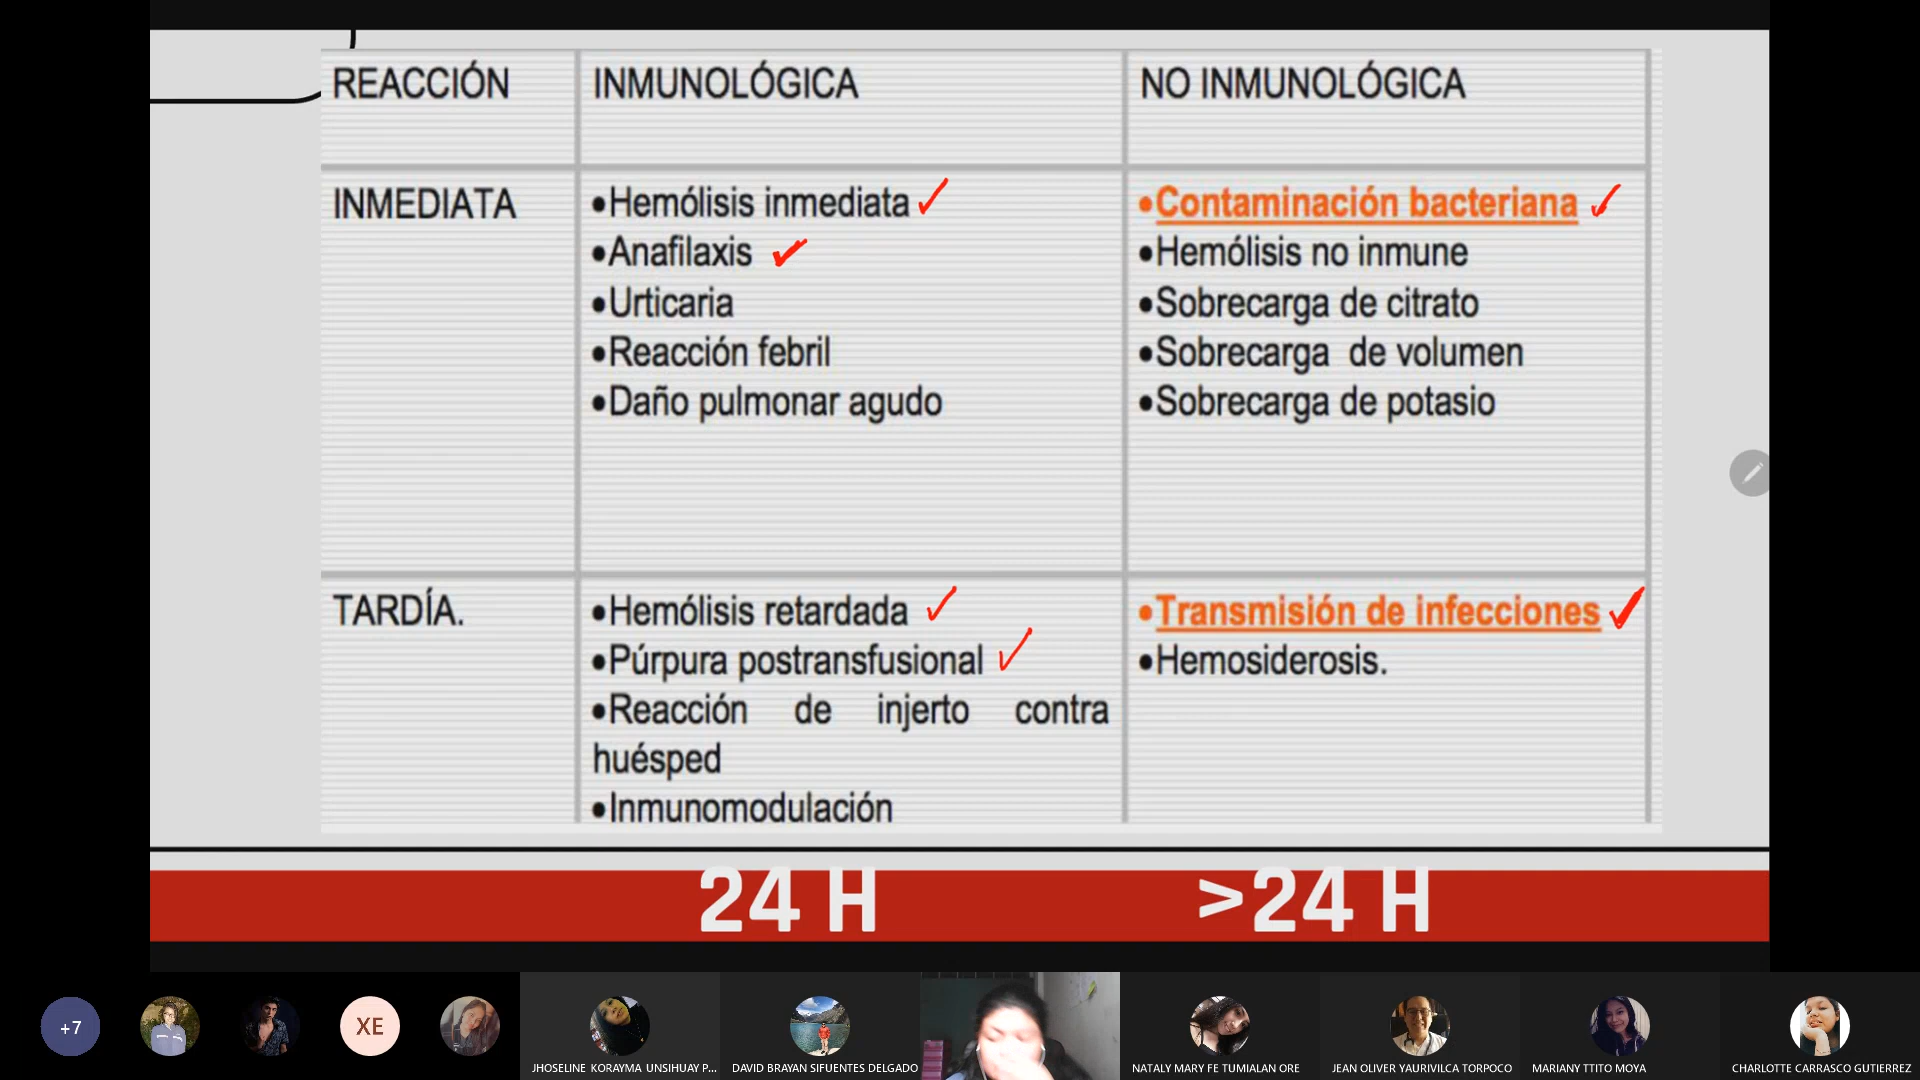 REACCIÓN
INMUNOLÓGICA
NO INMUNOLÓGICA
INMEDIATA
•Hemólisis inmediata
•Anafilaxis
•Urticaria
•Reacción febril
•Daño pulmonar agudo
•Contaminación bacteriana
•Hemólisis no inmune
•Sobrecarga de citrato
•Sobrecarga de volumen
•Sobrecarga de potasio
TARDÍA.
•Hemólisis retardada
•Púrpura postransfusional
•Reacción de injerto contra
huésped
•Inmunomodulación
•Transmisión de infecciones
•Hemosiderosis.
24 H
>24 H
+7
XE
JHOSELINE KORAYMA UNSIHUAY P...
DAVID BRAYAN SIFUENTES DELGADO
NATALY MARY FE TUMIALAN ORE
JEAN OLIVER YAURIVILCA TORPOCO
MARIANY TTITO MOYA
CHARLOTTE CARRASCO GUTIERREZ